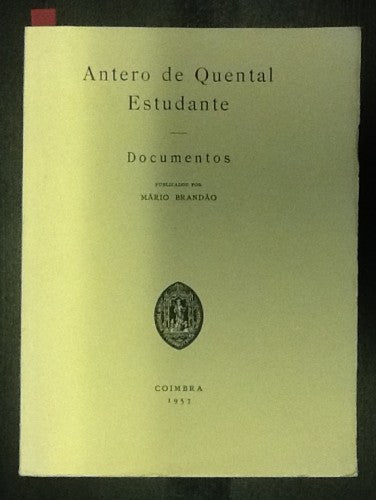 Antero de Quental
Estudante
Documentos
PUBLICADOS POR
MÁRIO BRANDÃO
COIMBRA
1957